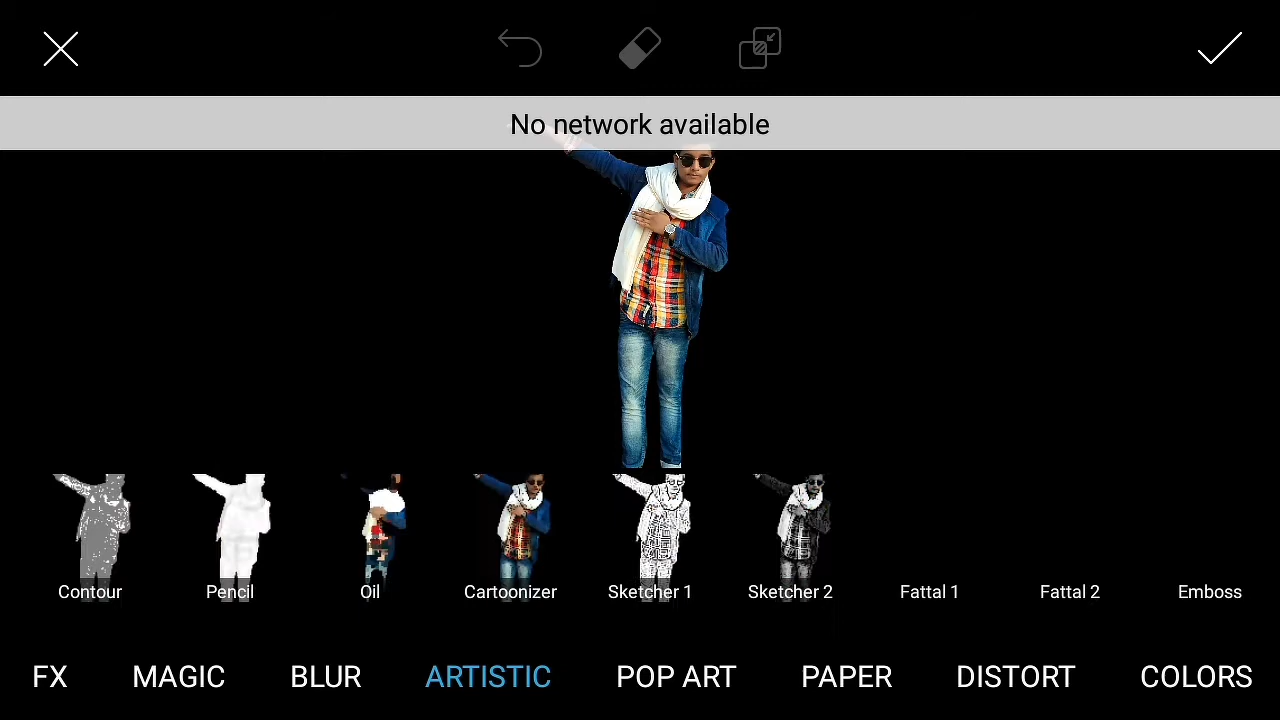 No network available
Contour
Pencil
Oil
Cartoonizer
Sketcher 1
Sketcher 2
Fattal 1
Fattal 2
Emboss
FX
MAGIC
BLUR
ARTISTIC
POP ART
PAPER
DISTORT
COLORS